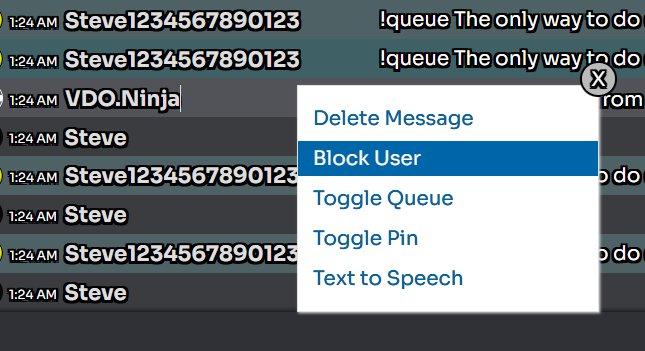 1:24 AM Steve1234567890123 !queue The only way to do
1:24 AM Steve1234567890123 !queue The only way to do
X
1:24 AM VDO.Ninja rom
Delete Message
1:24 AM Steve
Block User
1:24 AM Steve1234567890123 o do
Toggle Queue
1:24 AM Steve
Toggle Pin
1:24 AM Steve1234567890123 o do
Text to Speech
1:24 AM Steve